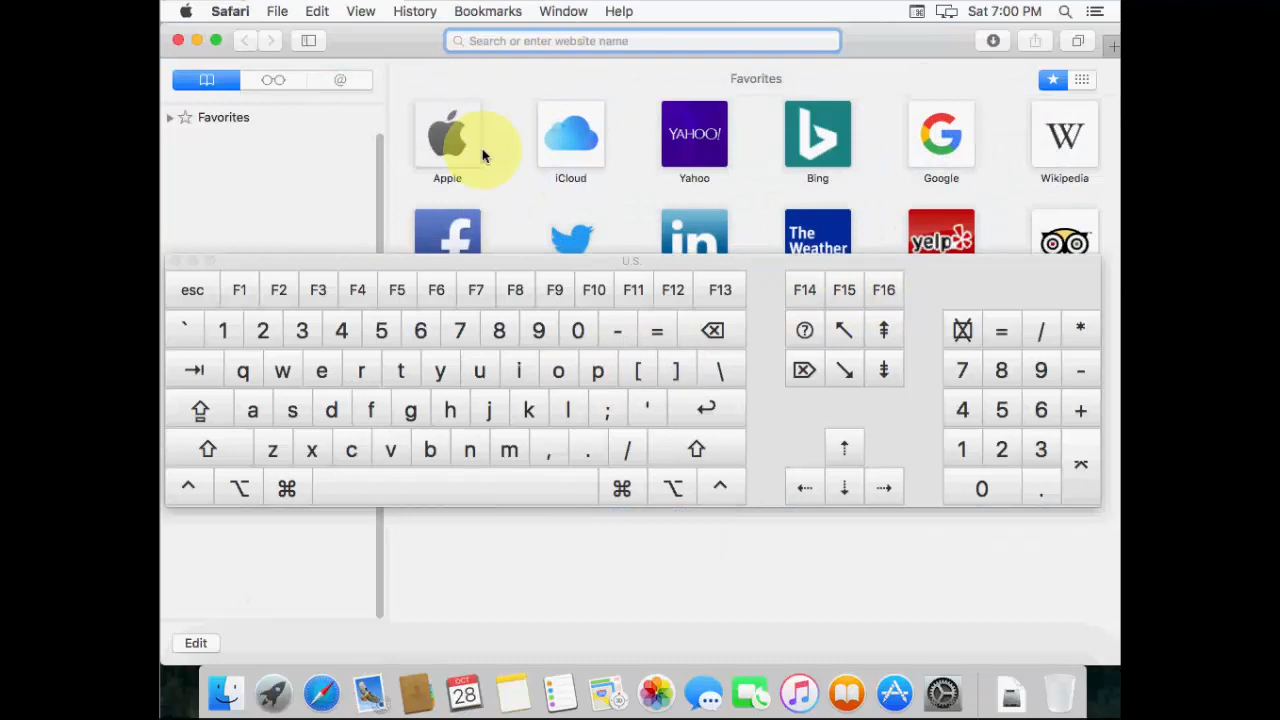 Safari File Edit View History Bookmarks Window Help Sat 7:00 PM
Search or enter website name
@ Favorites
Favorites
YAHOO! b G W
Apple iCloud Yahoo Bing Google Wikipedia
f in The Weather yelp
U.S.
esc F1 F2 F3 F4 F5 F6 F7 F8 F9 F10 F11 F12 F13 F14 F15 F16
` 1 2 3 4 5 6 7 8 9 0 - = ⌫ = / *
q w e r t y u i o p [ ] \ 7 8 9 -
a s d f g h j k l ; ' 4 5 6 +
z x c v b n m , . / 1 2 3
^ ⌥ ⌘ ⌘ ⌥ ^ 0 .
Edit
OCT
28